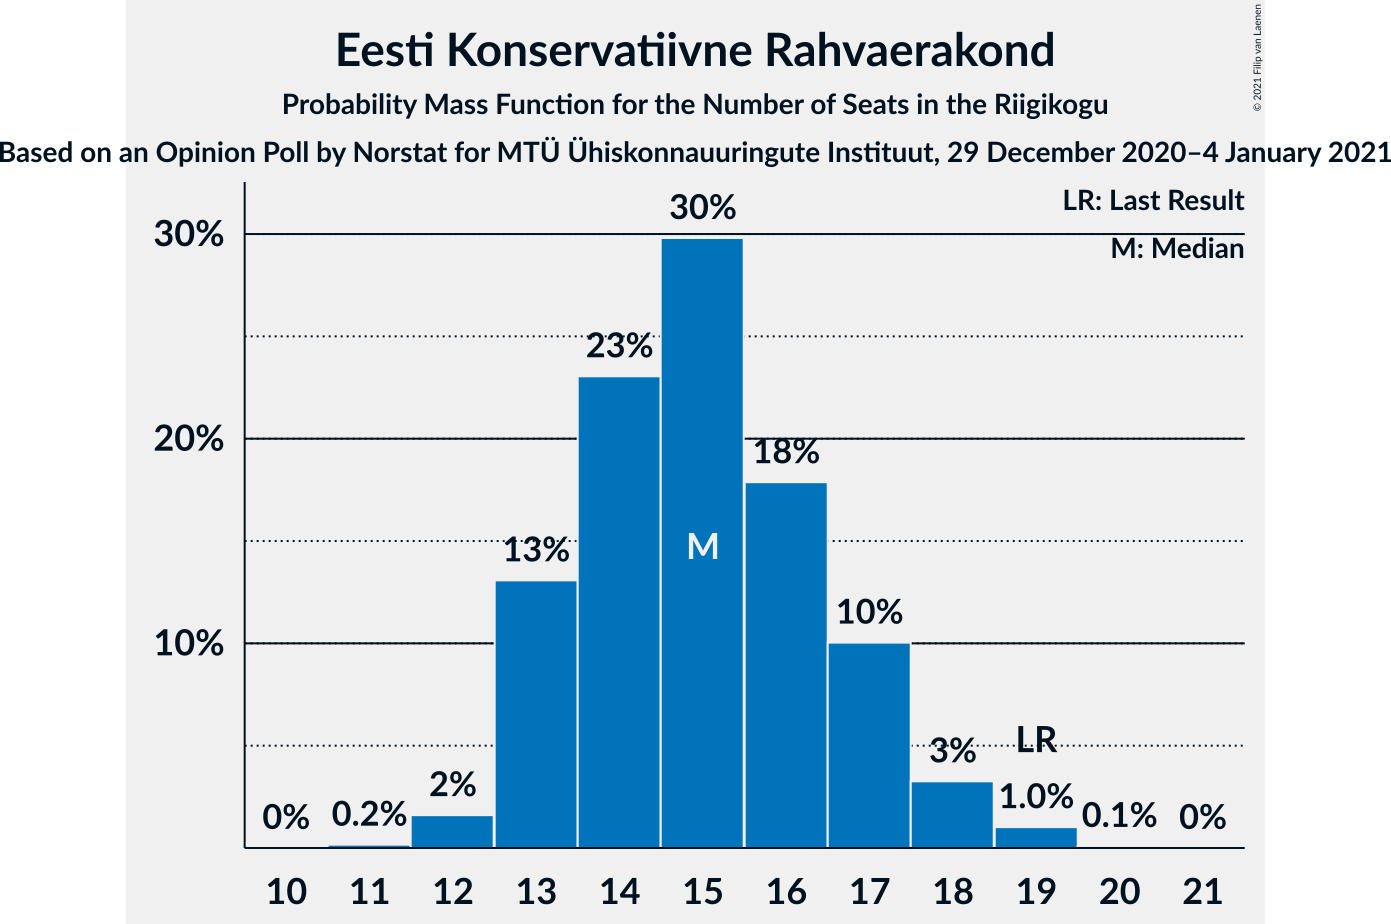 Eesti Konservatiivne Rahvaerakond
Probability Mass Function for the Number of Seats in the Riigikogu
Based on an Opinion Poll by Norstat for MTÜ Ühiskonnauuringute Instituut, 29 December 2020–4 January 2021
© 2021 Filip van Laenen
LR: Last Result
M: Median
30%
20%
10%
0%
0.2%
2%
13%
23%
30%
M
18%
10%
3%
LR
1.0%
0.1%
0%
10 11 12 13 14 15 16 17 18 19 20 21